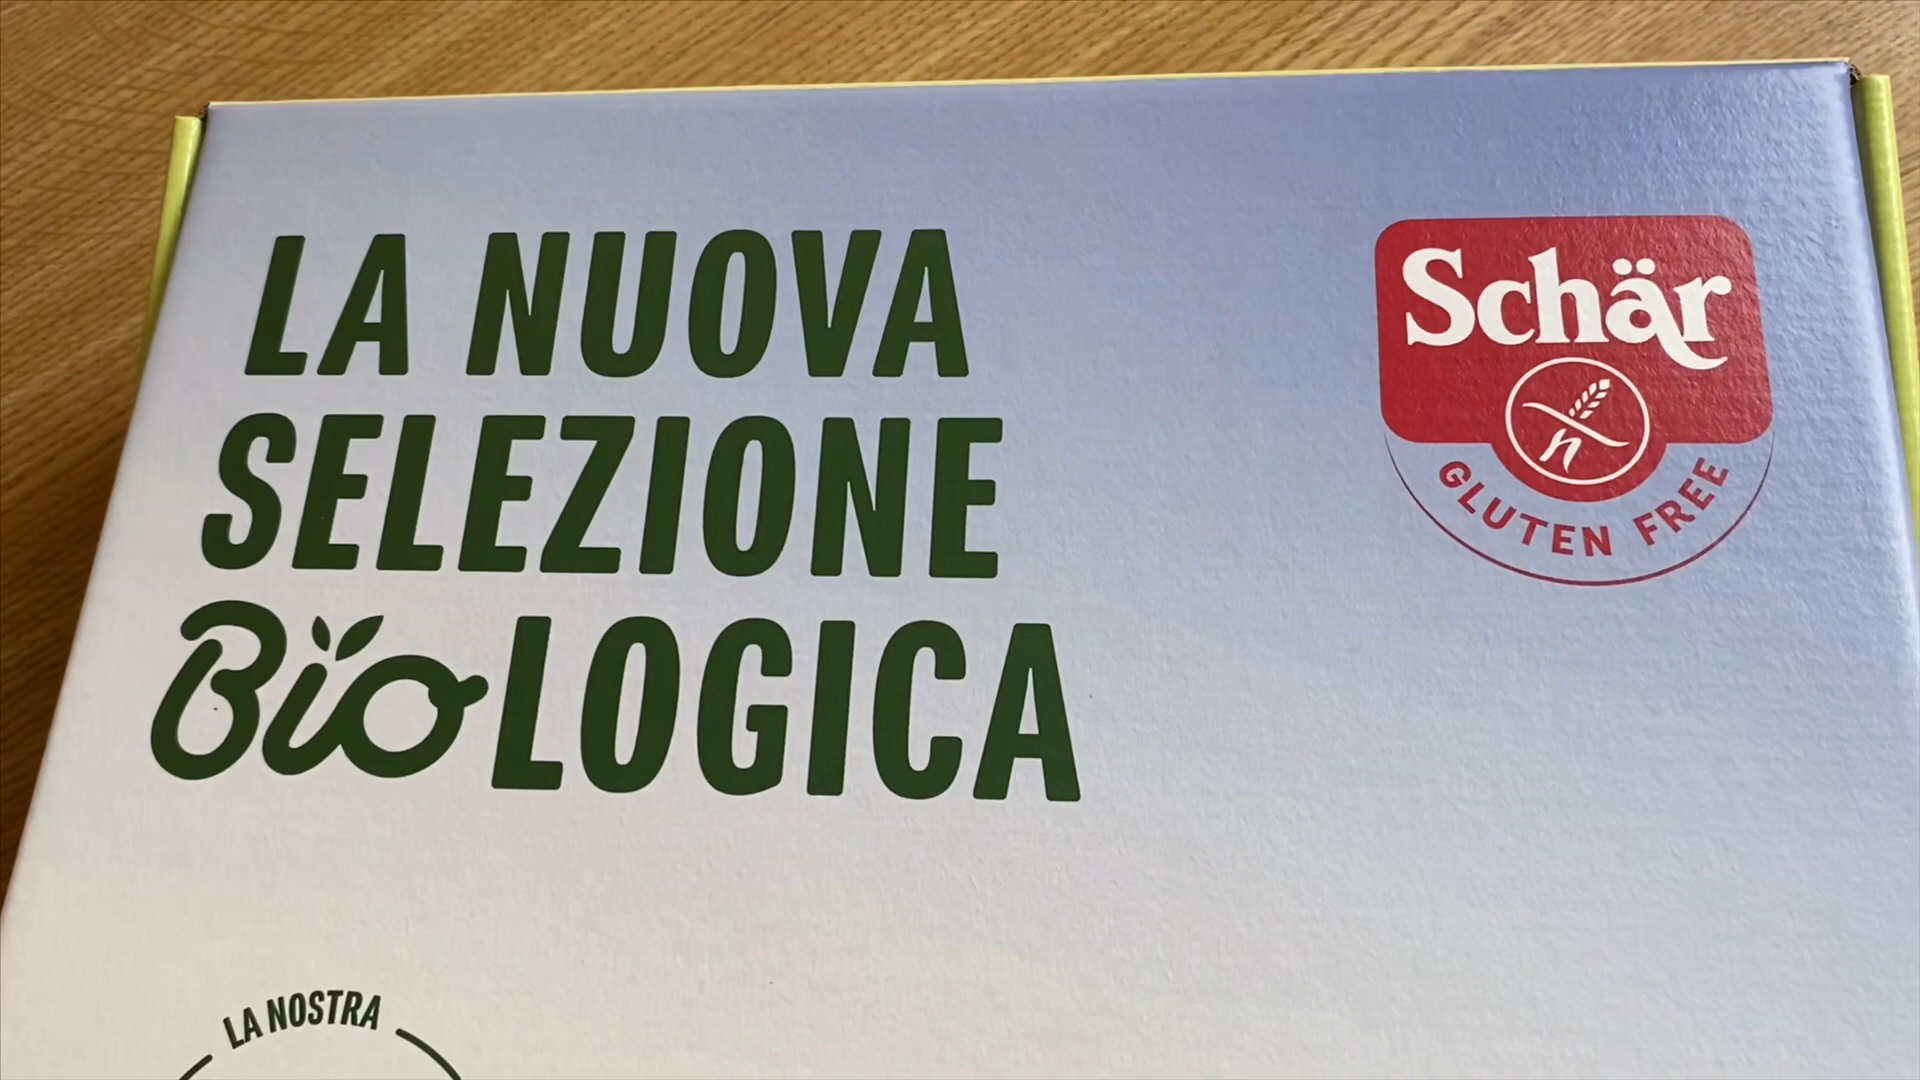 LA NUOVA
SELEZIONE
BioLOGICA
Schär
GLUTEN FREE
LA NOSTRA